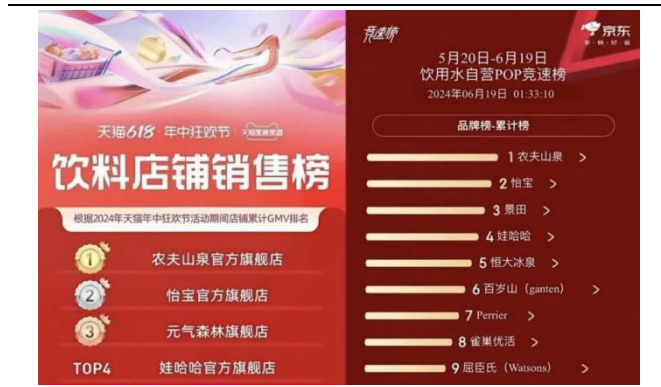 天猫618·年中狂欢节
饮料店铺销售榜
根据2024年天猫年中狂欢节活动期间店铺累计GMV排名
1 农夫山泉官方旗舰店
2 怡宝官方旗舰店
3 元气森林旗舰店
TOP4 娃哈哈官方旗舰店
竞速榜
京东
5月20日-6月19日
饮用水自营POP竞速榜
2024年06月19日 01:33:10
品牌榜-累计榜
1 农夫山泉 >
2 怡宝 >
3 景田 >
4 娃哈哈 >
5 恒大冰泉 >
6 百岁山（ganten） >
7 Perrier >
8 雀巢优活 >
9 屈臣氏（Watsons） >